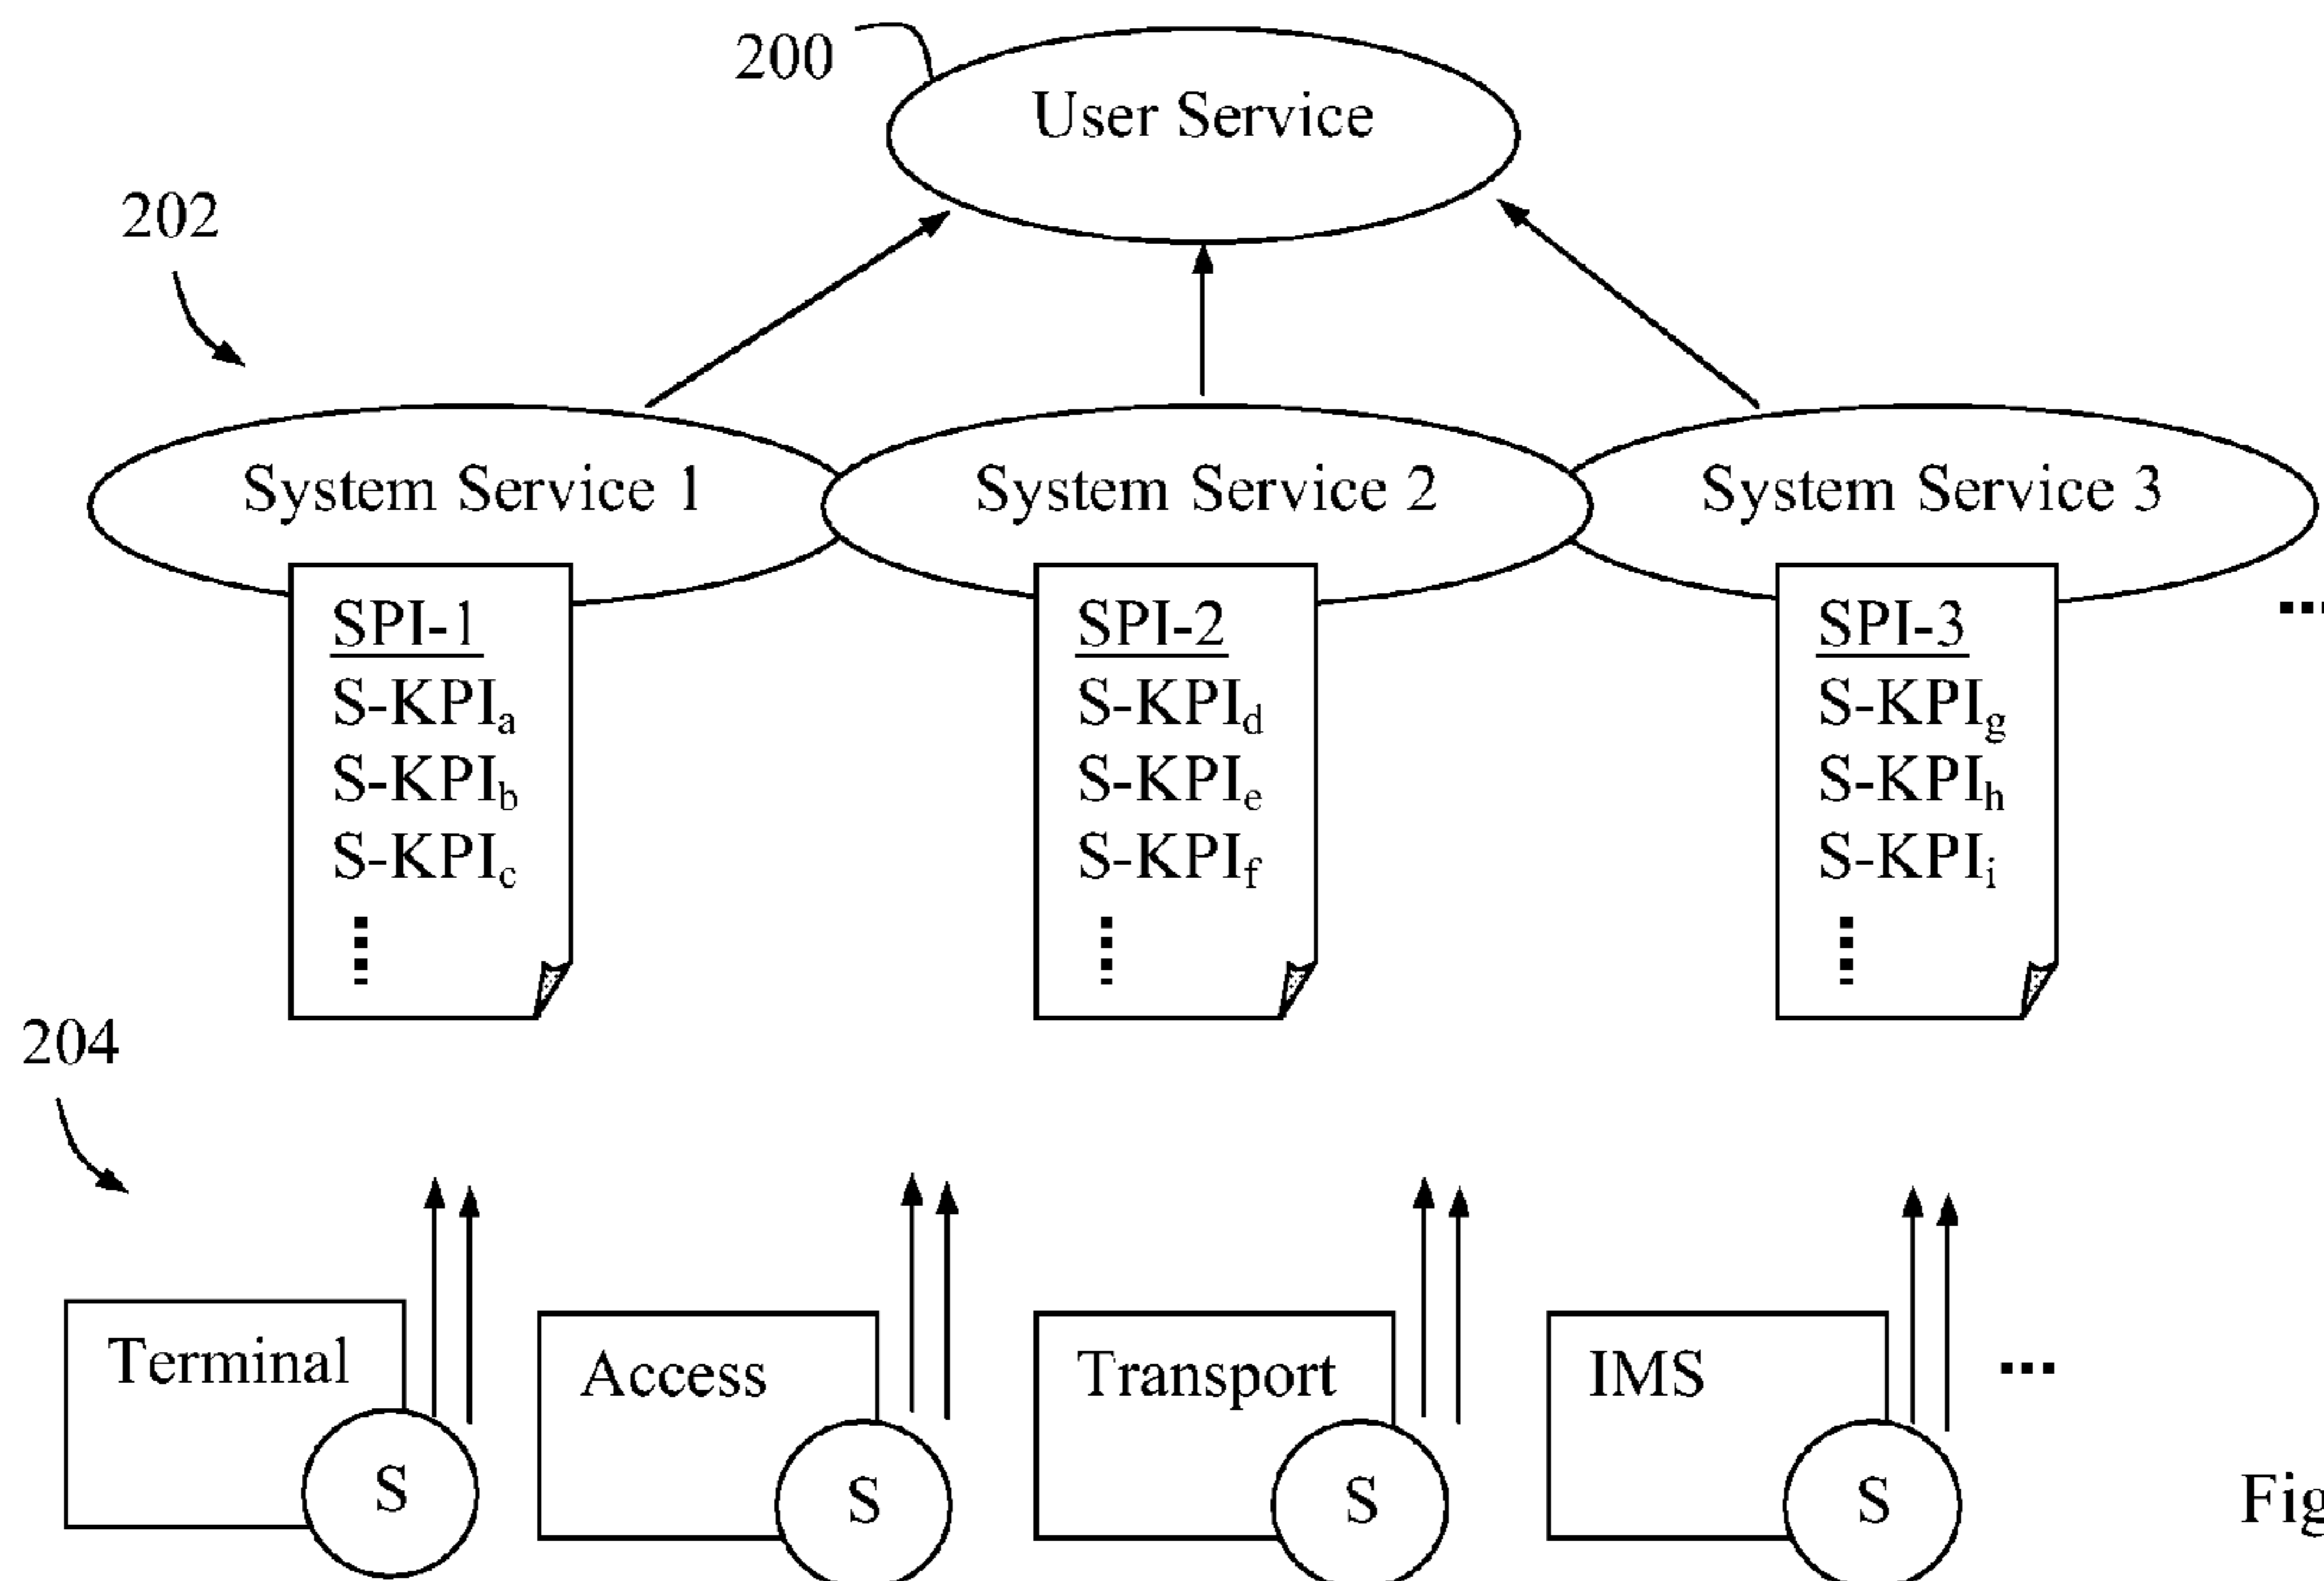 200
User Service
202
System Service 1
System Service 2
System Service 3
SPI-1
S-KPIa
S-KPIb
S-KPIc
SPI-2
S-KPId
S-KPIe
S-KPIf
SPI-3
S-KPIg
S-KPIh
S-KPIi
...
204
Terminal
S
Access
S
Transport
S
IMS
S
...
Fig